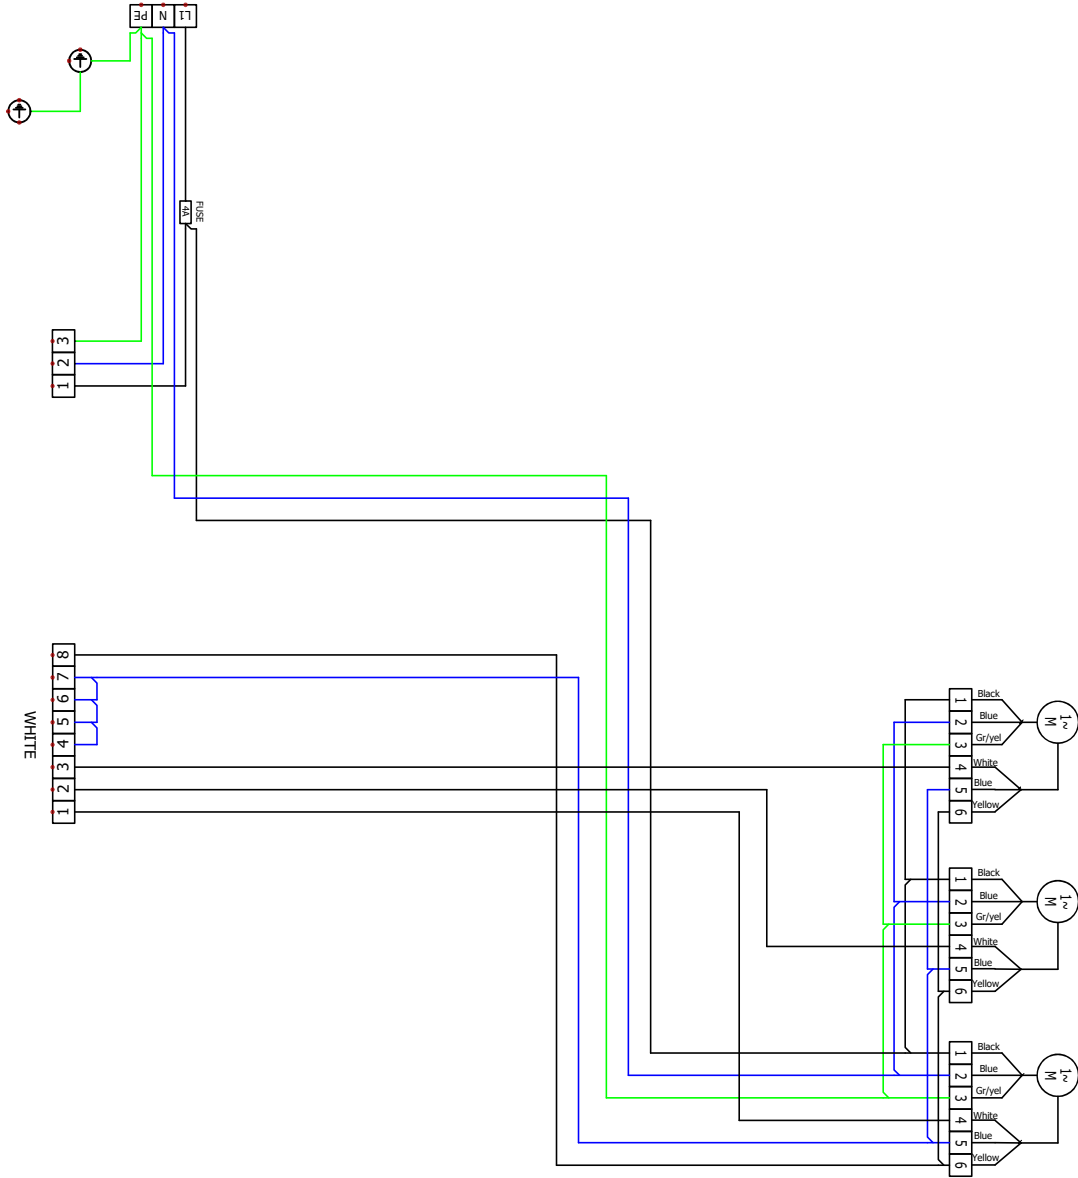 PE N L1
FUSE
4A
3
2
1
8
7
6
5
4
3
2
1
WHITE
1 Black
2 Blue
3 Gr/yel
4 White
5 Blue
6 Yellow
1~
M
1 Black
2 Blue
3 Gr/yel
4 White
5 Blue
6 Yellow
1~
M
1 Black
2 Blue
3 Gr/yel
4 White
5 Blue
6 Yellow
1~
M